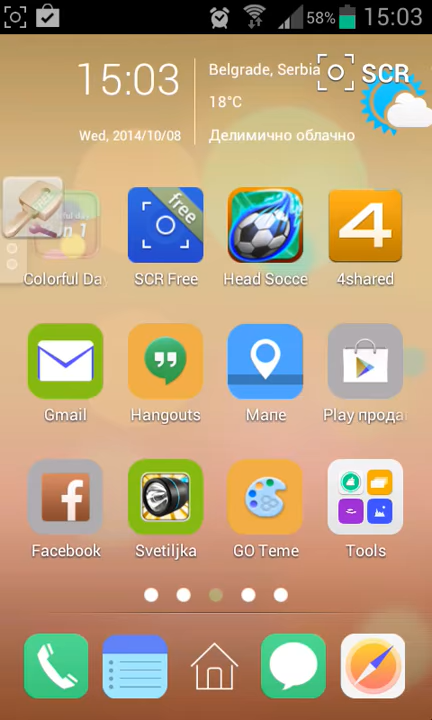 58% 15:03
15:03
Belgrade, Serbia
SCR
18°C
Wed, 2014/10/08
Делимично облачно
free
4
Colorful Da
SCR Free
Head Socce
4shared
Gmail
Hangouts
Мапе
Play прода
f
Facebook
Svetiljka
GO Teme
Tools